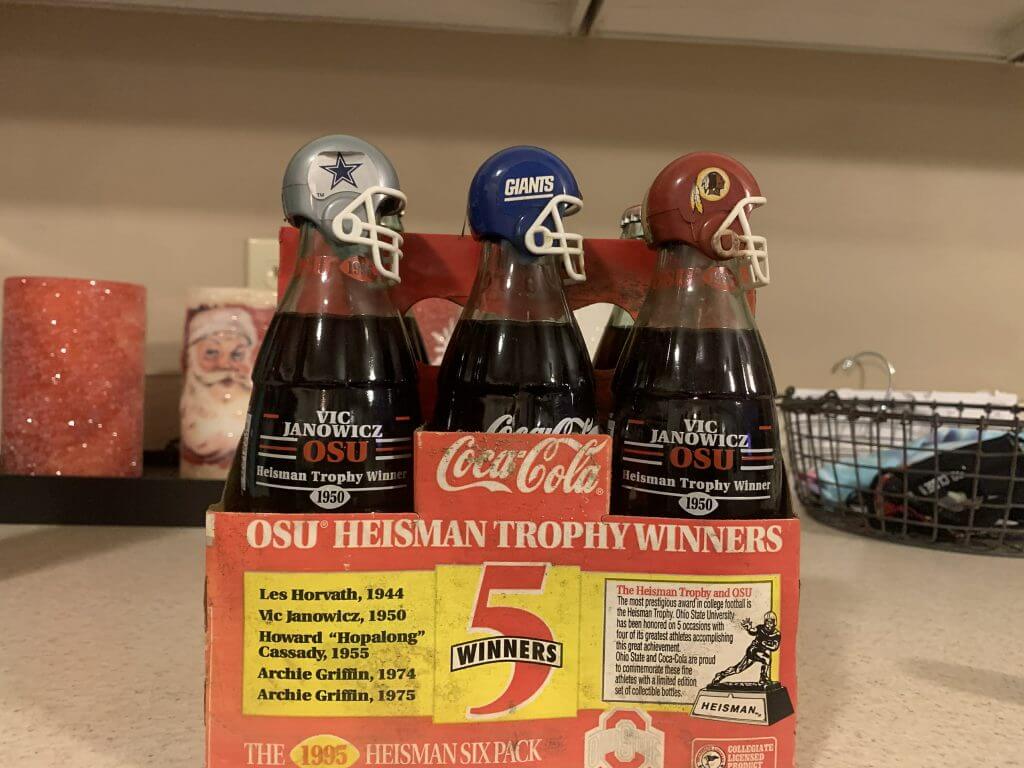 TM
GIANTS
VIC
JANOWICZ
OSU
Heisman Trophy Winner
1950
Coca-Cola
VIC
JANOWICZ
OSU
Heisman Trophy Winner
1950
Coca-Cola®
OSU® HEISMAN TROPHY WINNERS
Les Horvath, 1944
Vic Janowicz, 1950
Howard “Hopalong”
Cassady, 1955
Archie Griffin, 1974
Archie Griffin, 1975
5
WINNERS
The Heisman Trophy and OSU
The most prestigious award in college football is
the Heisman Trophy. Ohio State University
has been honored on 5 occasions with
four of its greatest athletes accomplishing
this great achievement.
Ohio State and Coca-Cola are proud
to commemorate these fine
athletes with a limited edition
set of collectible bottles.
HEISMAN
THE 1995 HEISMAN SIX PACK
COLLEGIATE
LICENSED
PRODUCT